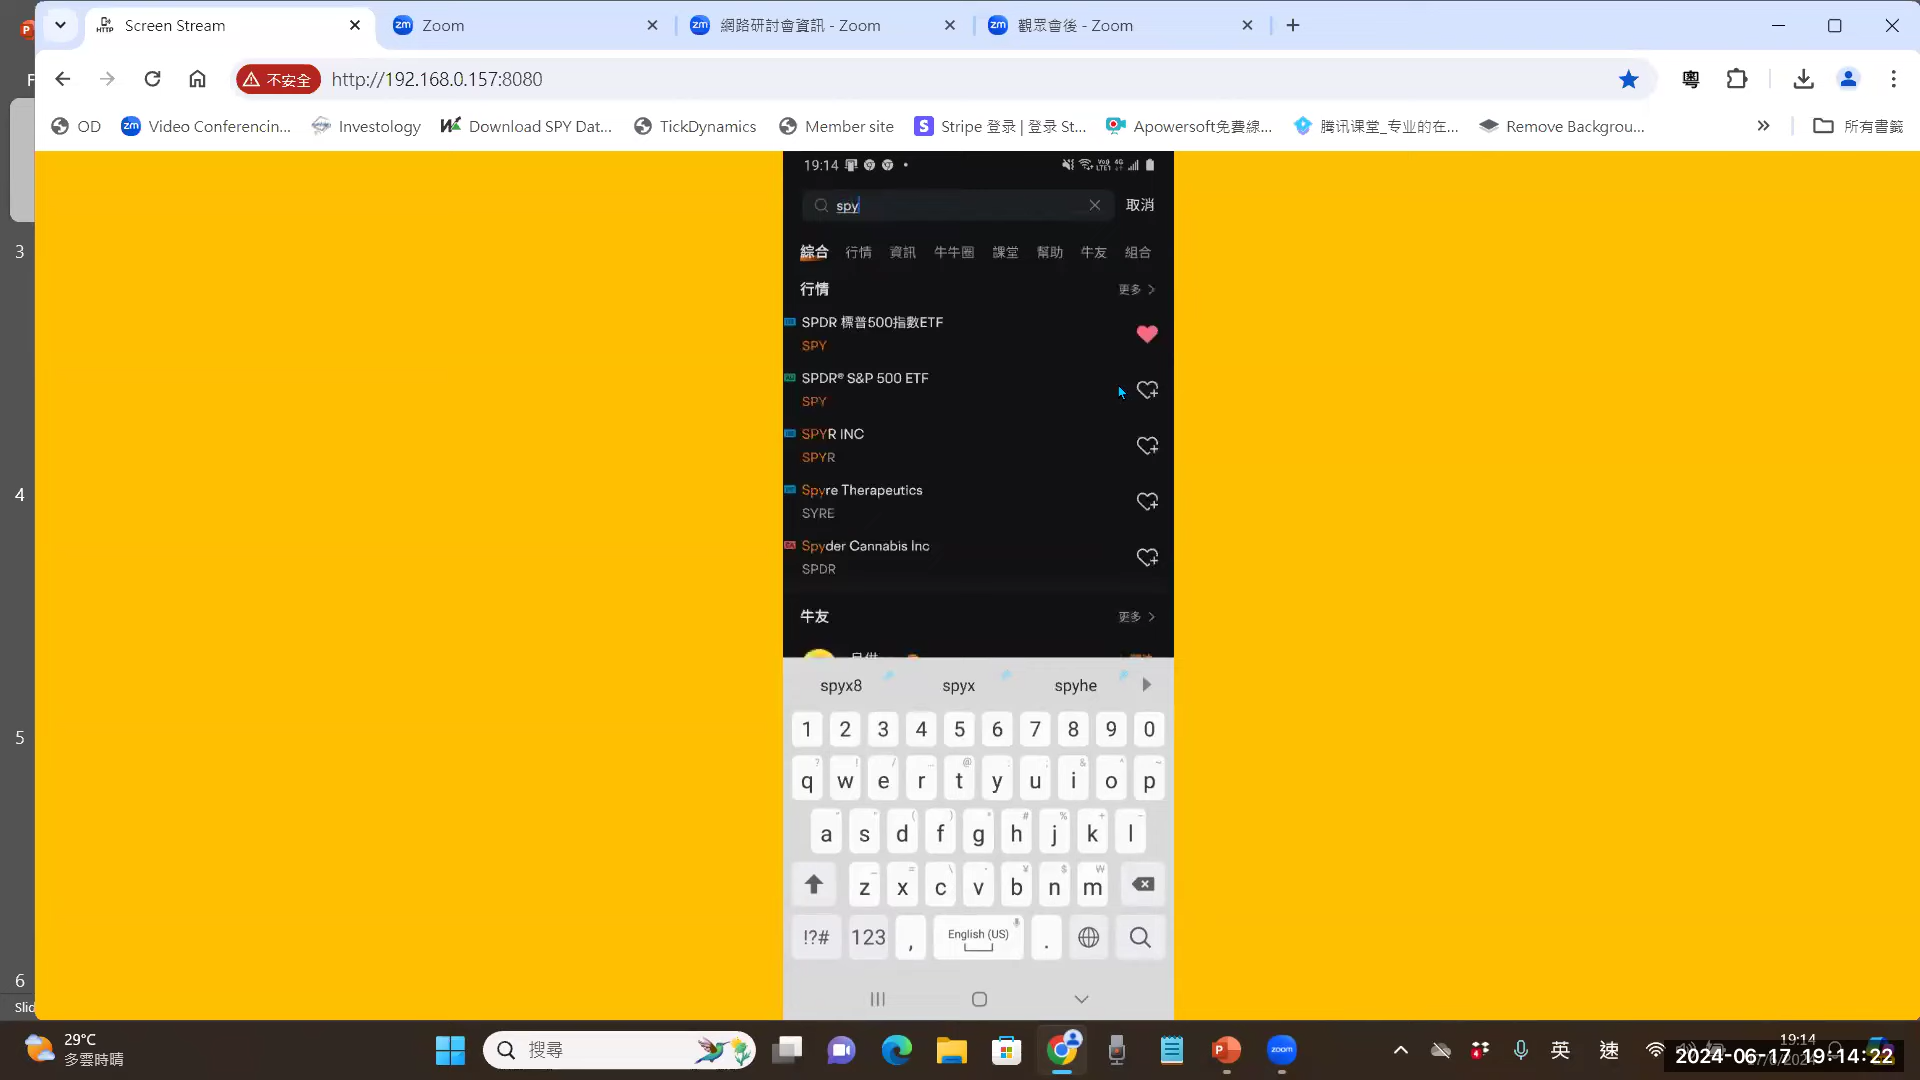 Screen Stream
Zoom
網路研討會資訊 - Zoom
觀眾會後 - Zoom
不安全
http://192.168.0.157:8080
粵
OD
Video Conferencin...
Investology
Download SPY Dat...
TickDynamics
Member site
Stripe 登录 | 登录 St...
Apowersoft免費線...
腾讯课堂_专业的在...
Remove Backgrou...
所有書籤
19:14
spy
取消
綜合 行情 資訊 牛牛圈 課堂 幫助 牛友 組合
行情
更多
SPDR 標普500指數ETF
SPY
SPDR® S&P 500 ETF
SPY
SPYR INC
SPYR
Spyre Therapeutics
SYRE
Spyder Cannabis Inc
SPDR
牛友
更多
spyx8 spyx spyhe
1 2 3 4 5 6 7 8 9 0
q w e r t y u i o p
a s d f g h j k l
z x c v b n m
!?# 123 , English (US) .
3
4
5
6
Slid
29°C
多雲時晴
搜尋
zoom
英
速
19:14
2024-06-17 19:14:22